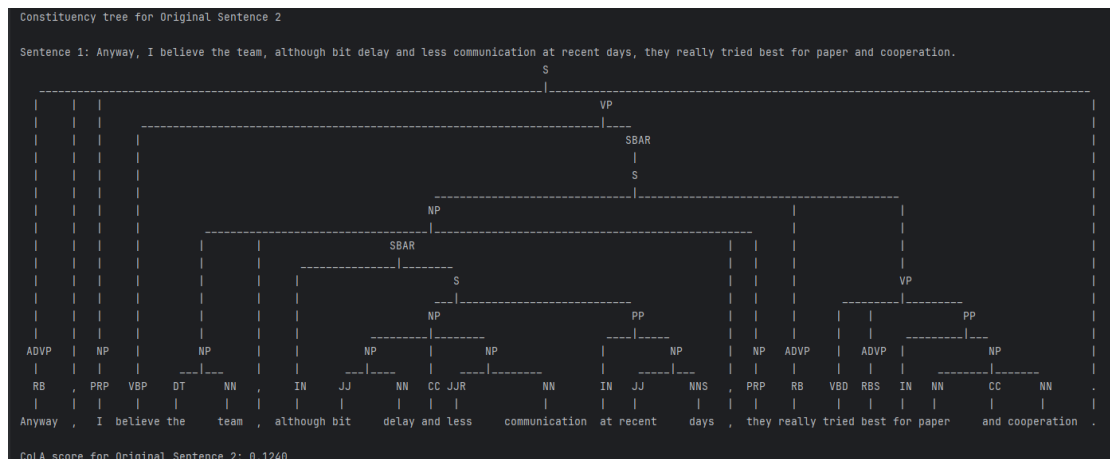 Constituency tree for Original Sentence 2
Sentence 1: Anyway, I believe the team, although bit delay and less communication at recent days, they really tried best for paper and cooperation.
S
VP
SBAR
S
NP
SBAR
S VP
NP PP PP
ADVP NP NP NP NP NP NP ADVP ADVP NP
RB , PRP VBP DT NN , IN JJ NN CC JJR NN IN JJ NNS , PRP RB VBD RBS IN NN CC NN .
Anyway , I believe the team , although bit delay and less communication at recent days , they really tried best for paper and cooperation .
CoLA score for Original Sentence 2: 0.1240